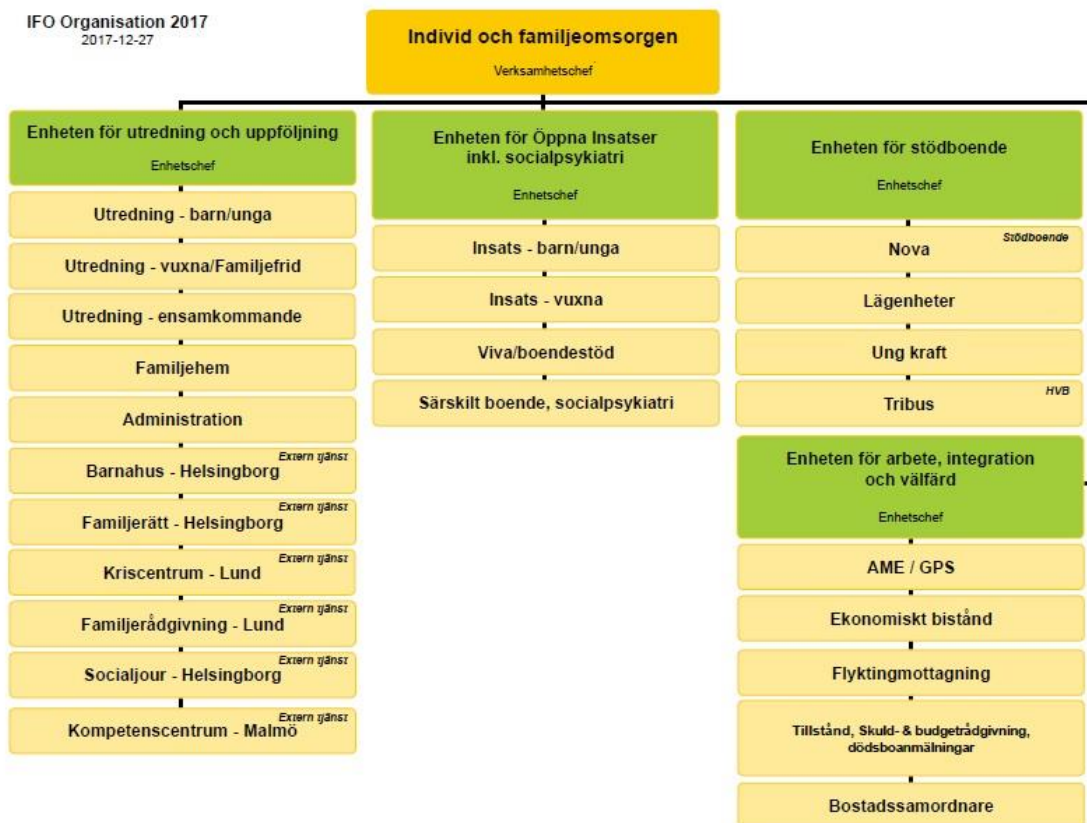 IFO Organisation 2017
2017-12-27
Individ och familjeomsorgen
Verksamhetschef
Enheten för utredning och uppföljning
Enhetschef
Utredning - barn/unga
Utredning - vuxna/Familjefrid
Utredning - ensamkommande
Familjehem
Administration
Extern tjänst
Barnahus - Helsingborg
Extern tjänst
Familjerätt - Helsingborg
Extern tjänst
Kriscentrum - Lund
Extern tjänst
Familjerådgivning - Lund
Extern tjänst
Socialjour - Helsingborg
Extern tjänst
Kompetenscentrum - Malmö
Enheten för Öppna Insatser
inkl. socialpsykiatri
Enhetschef
Insats - barn/unga
Insats - vuxna
Viva/boendestöd
Särskilt boende, socialpsykiatri
Enheten för stödboende
Enhetschef
Stödboende
Nova
Lägenheter
Ung kraft
HVB
Tribus
Enheten för arbete, integration
och välfärd
Enhetschef
AME / GPS
Ekonomiskt bistånd
Flyktingmottagning
Tillstånd, Skuld- & budgetrådgivning,
dödsboanmälningar
Bostadssamordnare